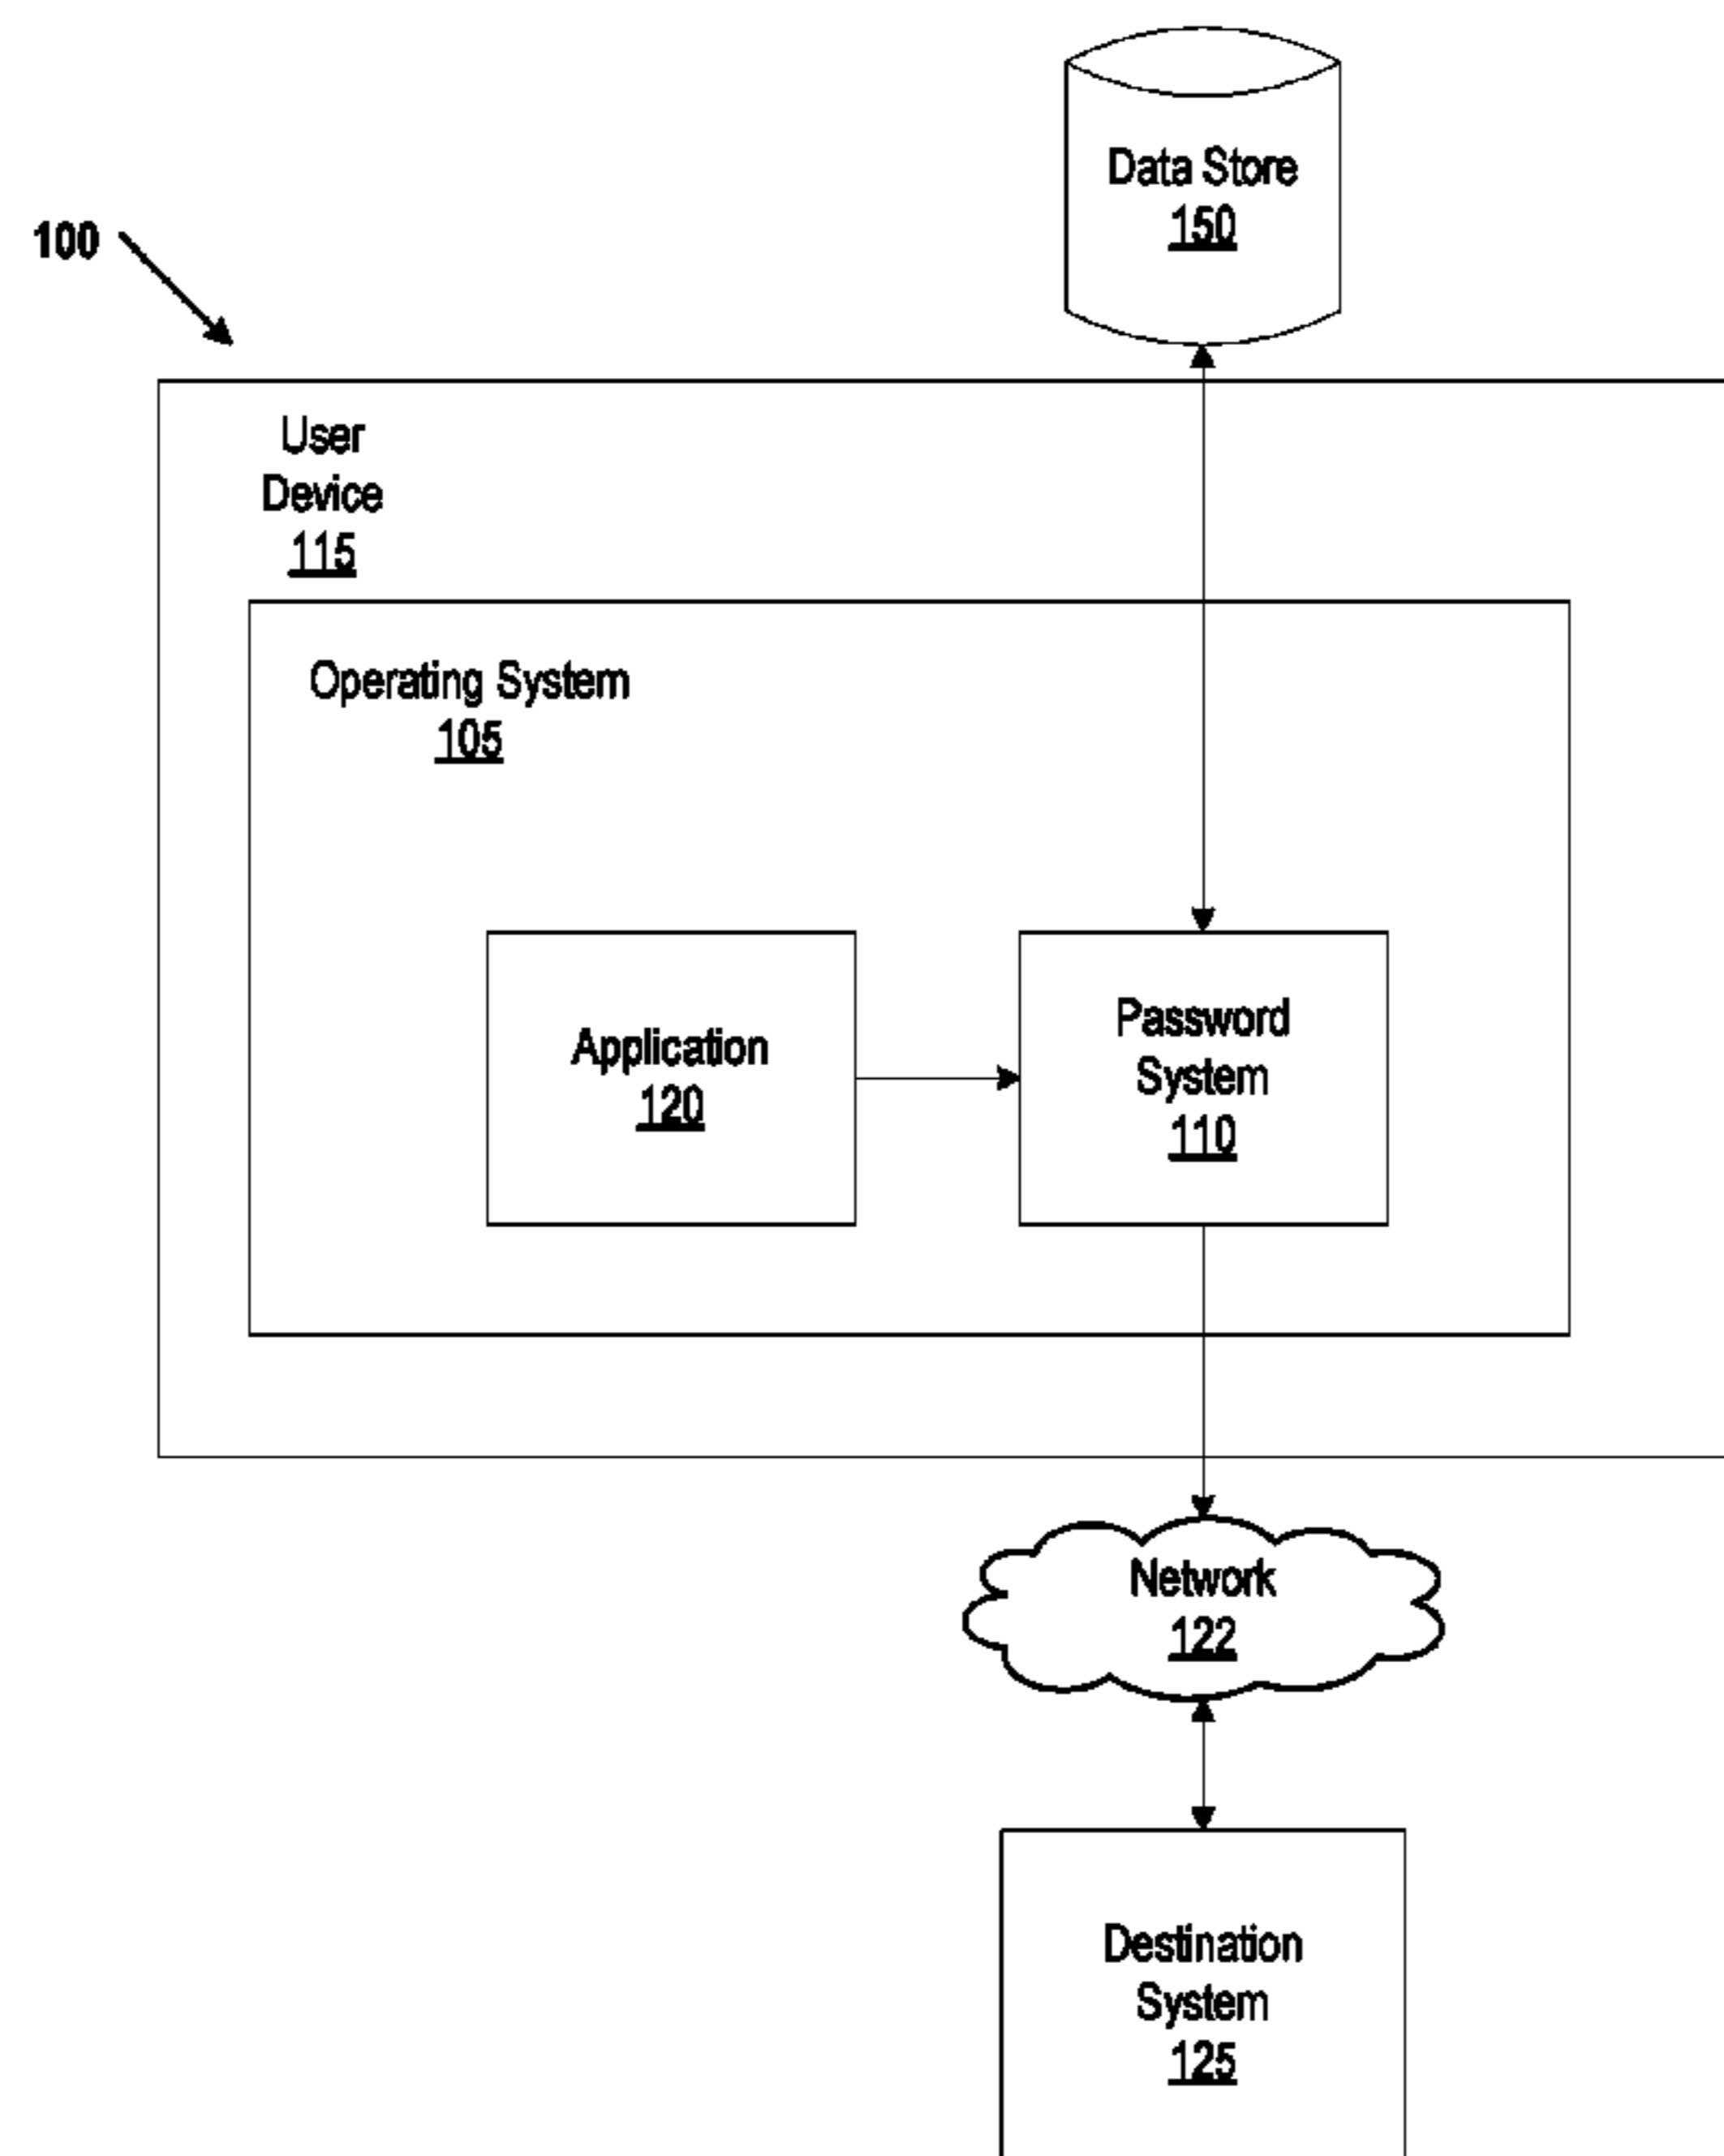 Data Store
150
100
User
Device
115
Operating System
105
Application
120
Password
System
110
Network
122
Destination
System
125